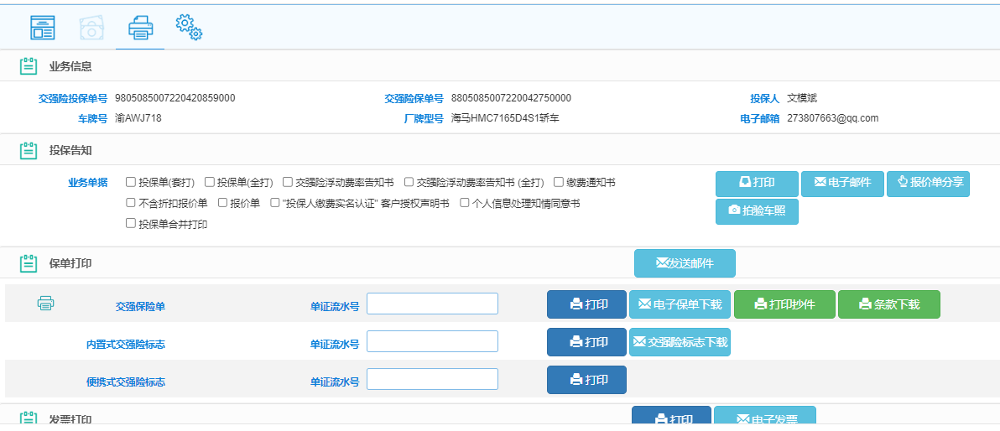 业务信息
交强险投保单号 9805085007220420859000 交强险保单号 8805085007220042750000 投保人 文模斌
车牌号 渝AWJ718 厂牌型号 海马HMC7165D4S1轿车 电子邮箱 273807663@qq.com
投保告知
业务单据 投保单(套打) 投保单(全打) 交强险浮动费率告知书 交强险浮动费率告知书 (全打) 缴费通知书 打印 电子邮件 报价单分享
不含折扣报价单 报价单 "投保人缴费实名认证" 客户授权声明书 个人信息处理知情同意书 拍验车照
投保单合并打印
保单打印 发送邮件
交强保险单 单证流水号 打印 电子保单下载 打印抄件 条款下载
内置式交强险标志 单证流水号 打印 交强险标志下载
便携式交强险标志 单证流水号 打印
发票打印 打印 电子发票